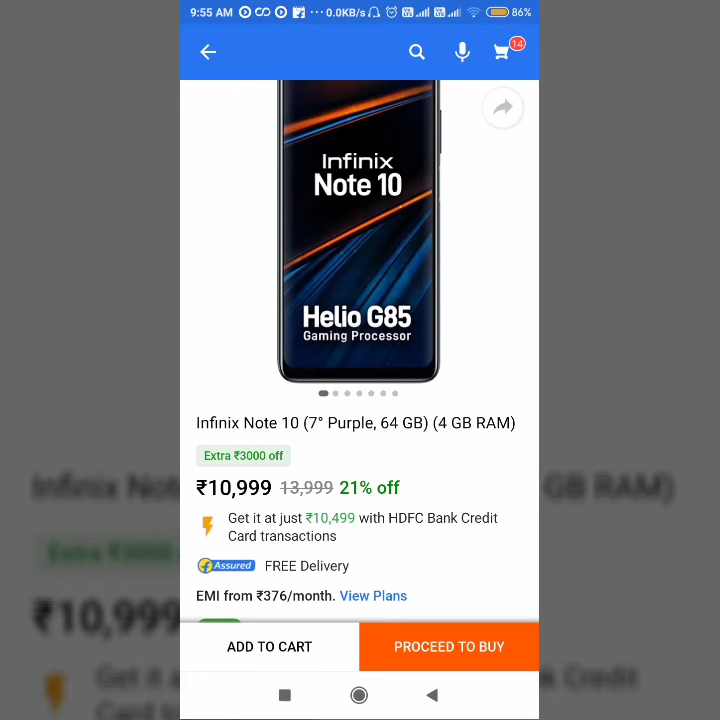 9:55 AM ... 0.0KB/s 86%
14
Infinix
Note 10
Helio G85
Gaming Processor
Infinix Note 10 (7° Purple, 64 GB) (4 GB RAM)
Extra ₹3000 off
₹10,999 13,999 21% off
Get it at just ₹10,499 with HDFC Bank Credit
Card transactions
Assured FREE Delivery
EMI from ₹376/month. View Plans
ADD TO CART PROCEED TO BUY